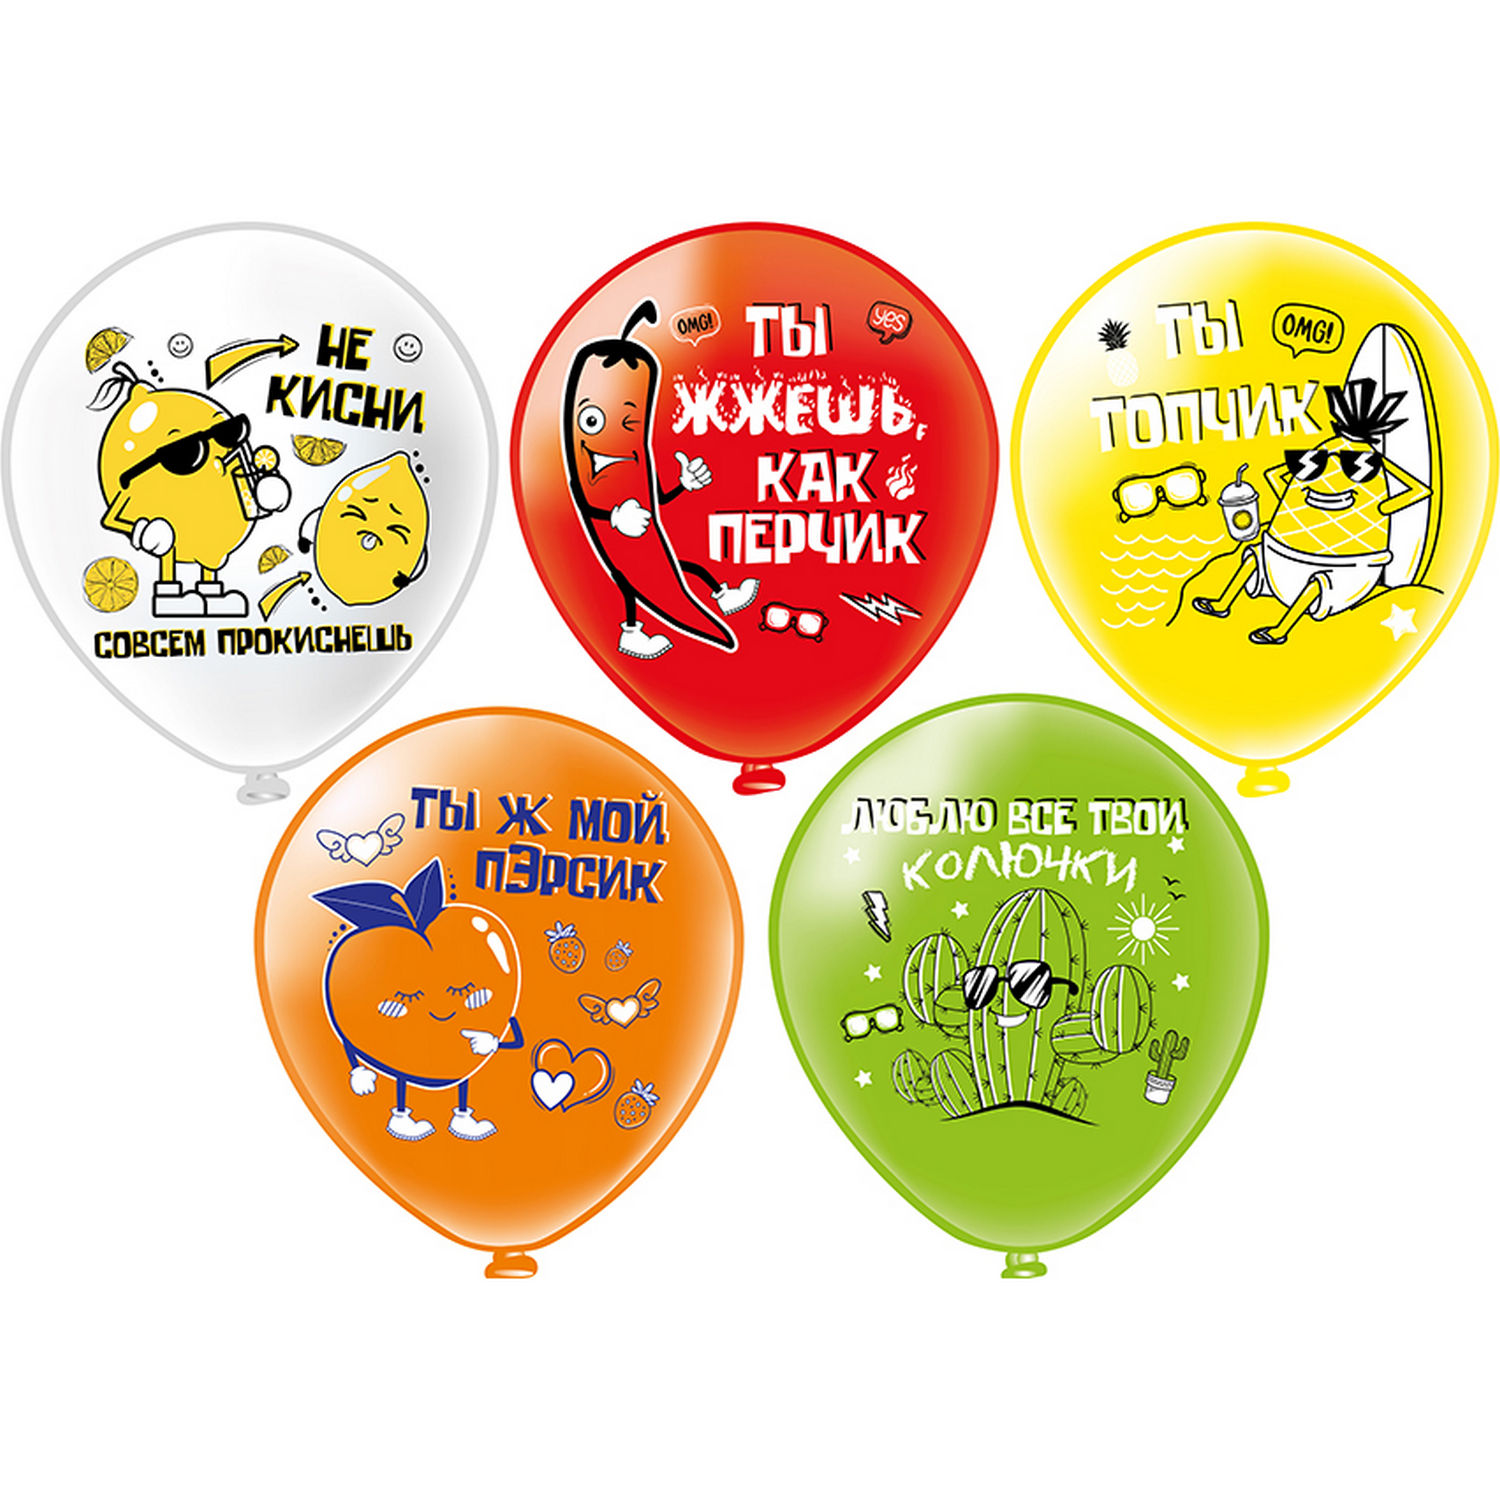 НЕ
КИСНИ
СОВСЕМ ПРОКИСНЕШЬ
OMG!
ТЫ
yes
ЖЖЕШЬ,
КАК
ПЕРЧИК
ТЫ
OMG!
ТОПЧИК
ТЫ Ж МОЙ
ПЭРСИК
ЛЮБЛЮ ВСЕ ТВОИ
КОЛЮЧКИ